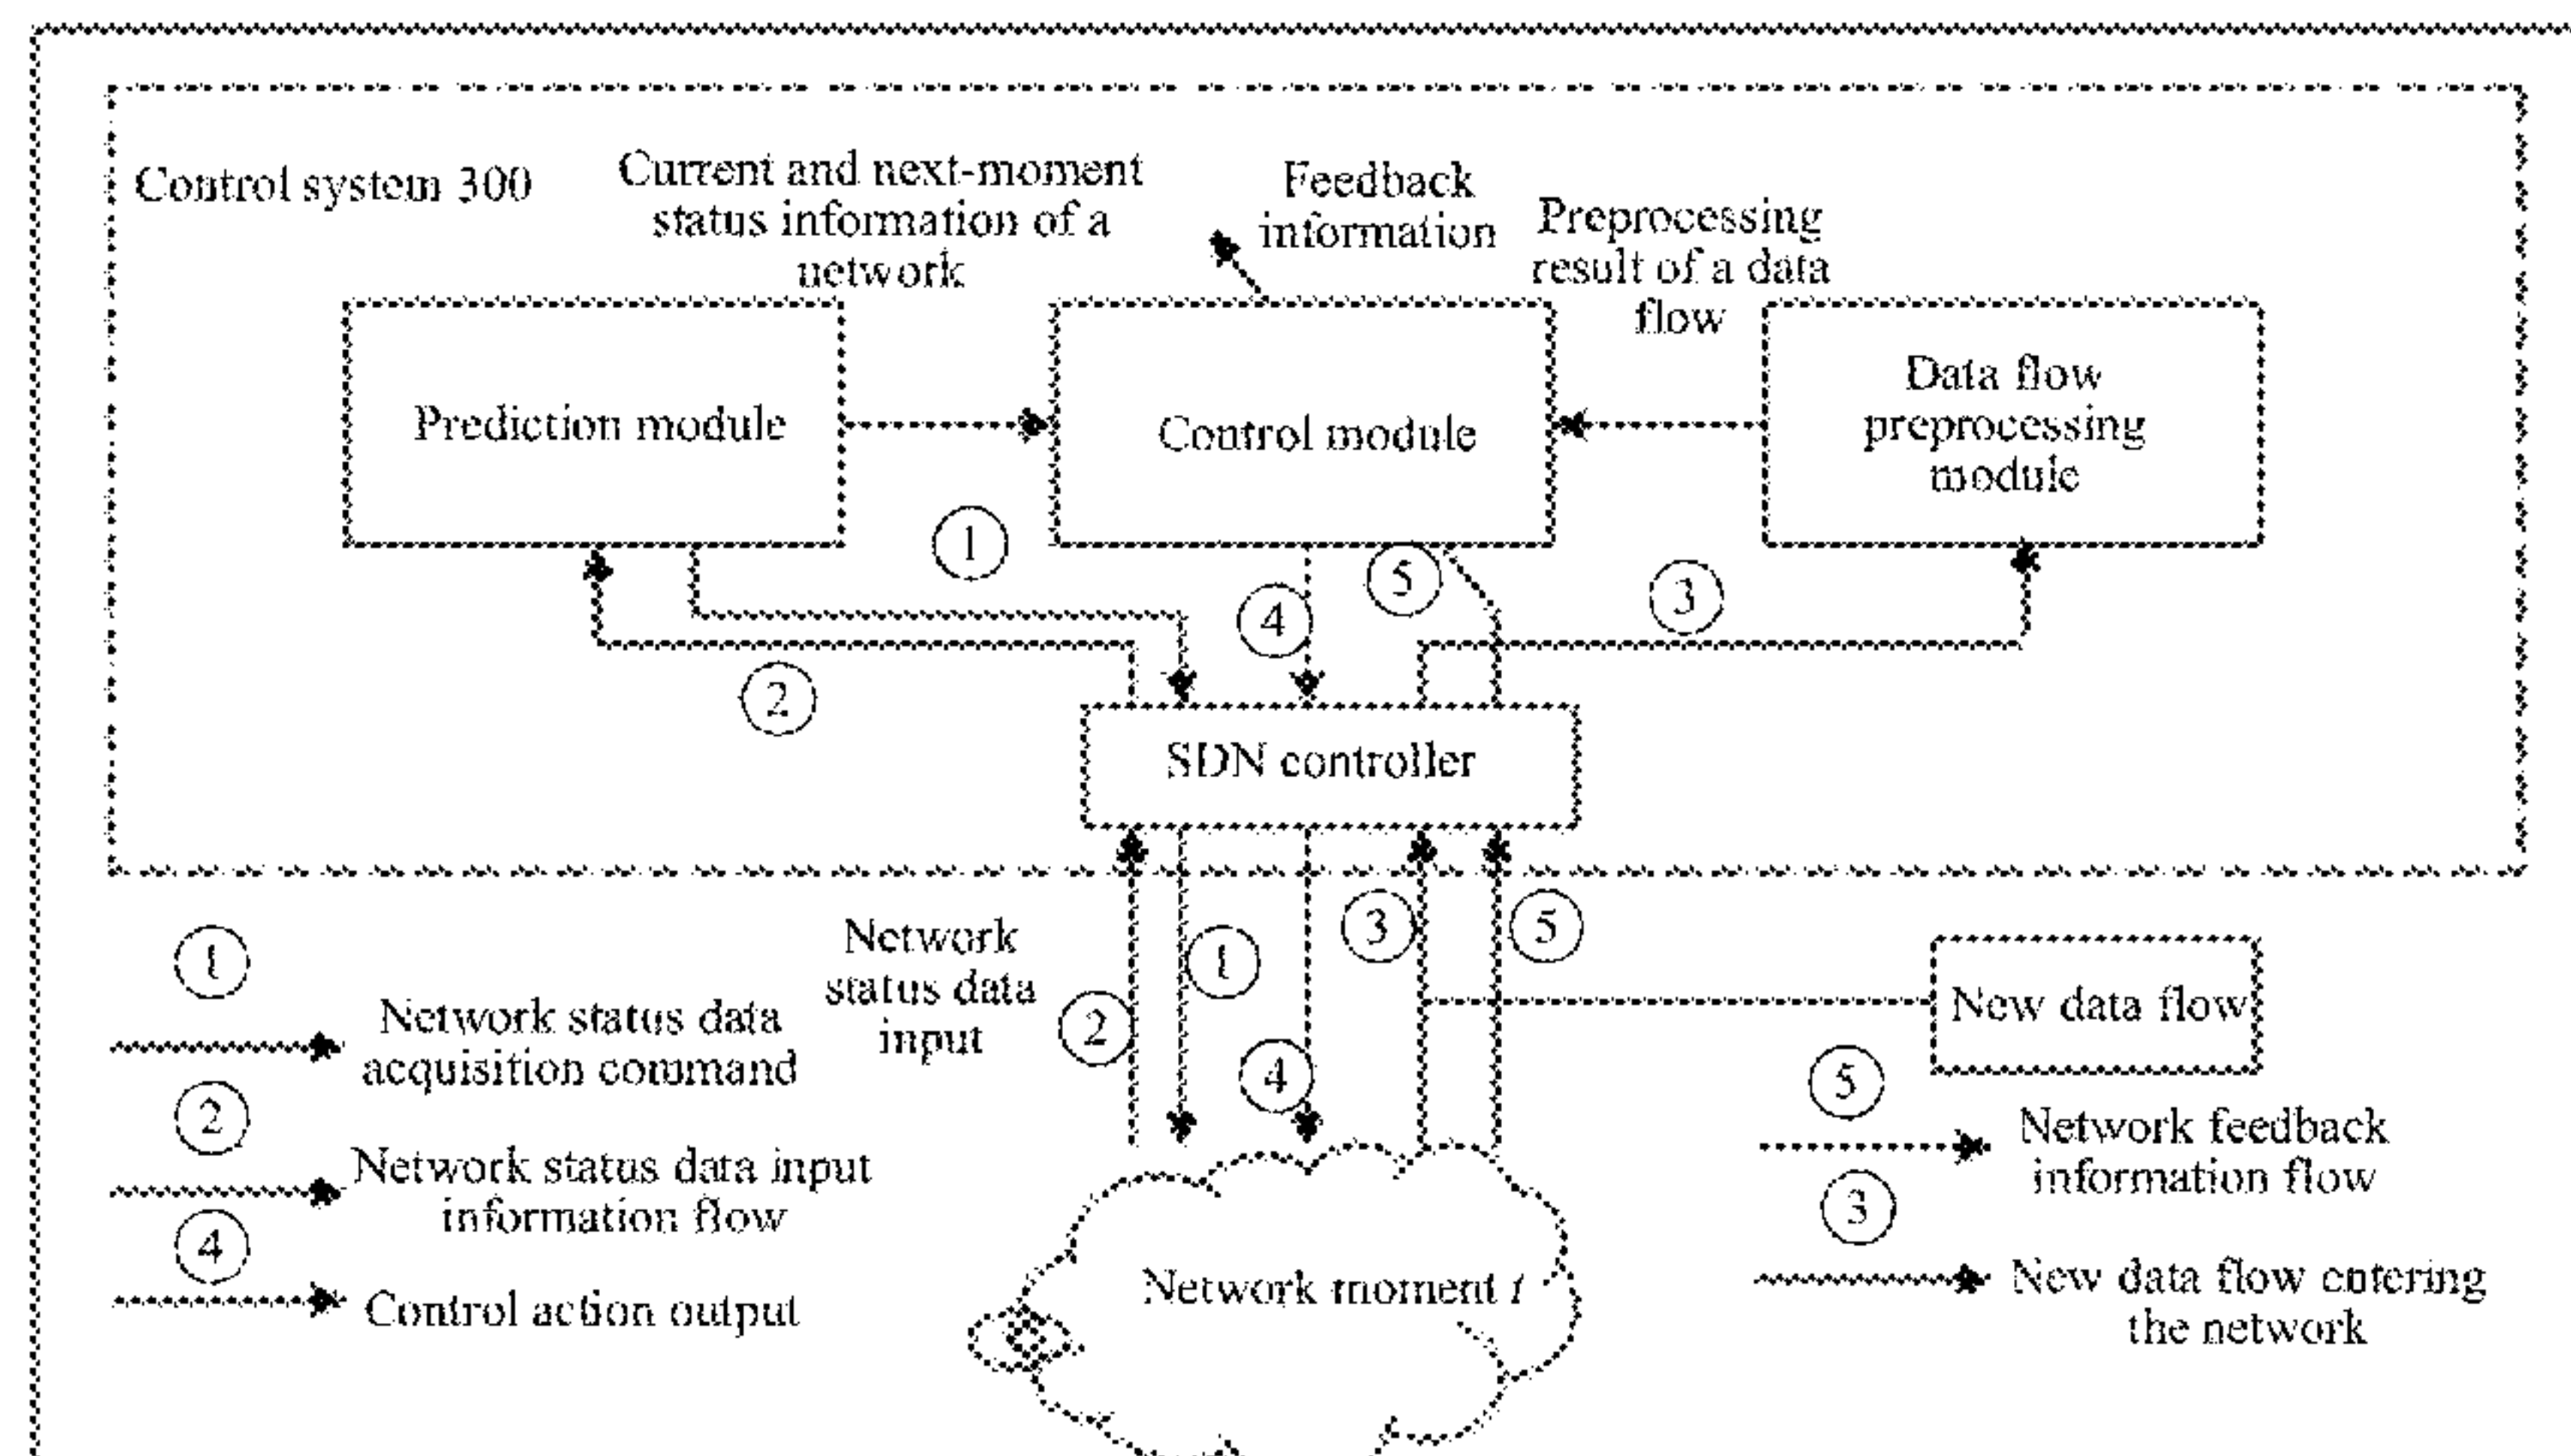 Control system 300
Current and next-moment
status information of a
network
Feedback
information
Preprocessing
result of a data
flow
Prediction module
Control module
Data flow
preprocessing
module
1
5
4
3
2
SDN controller
Network
status data
input
2
1
4
3
5
New data flow
1
Network status data
acquisition command
2
Network status data input
information flow
4
Control action output
5
Network feedback
information flow
3
New data flow entering
the network
Network moment t